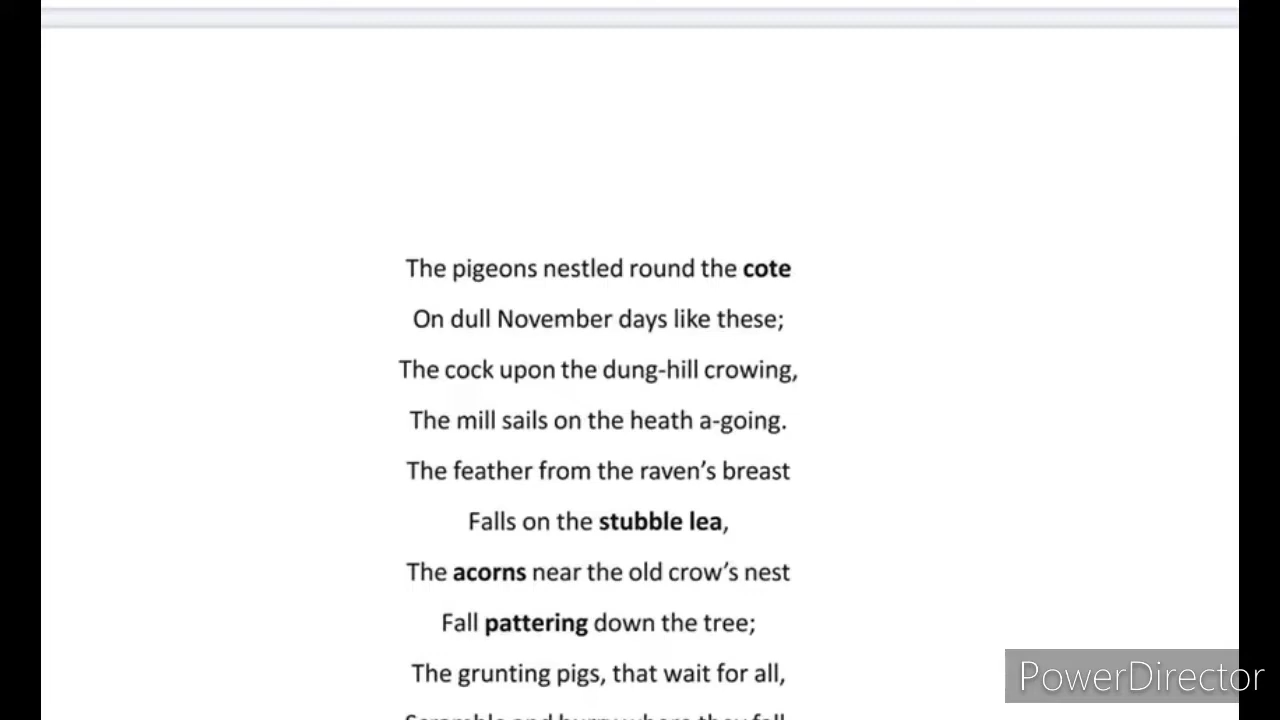 The pigeons nestled round the cote
On dull November days like these;
The cock upon the dung-hill crowing,
The mill sails on the heath a-going.
The feather from the raven’s breast
Falls on the stubble lea,
The acorns near the old crow’s nest
Fall pattering down the tree;
The grunting pigs, that wait for all,
PowerDirector